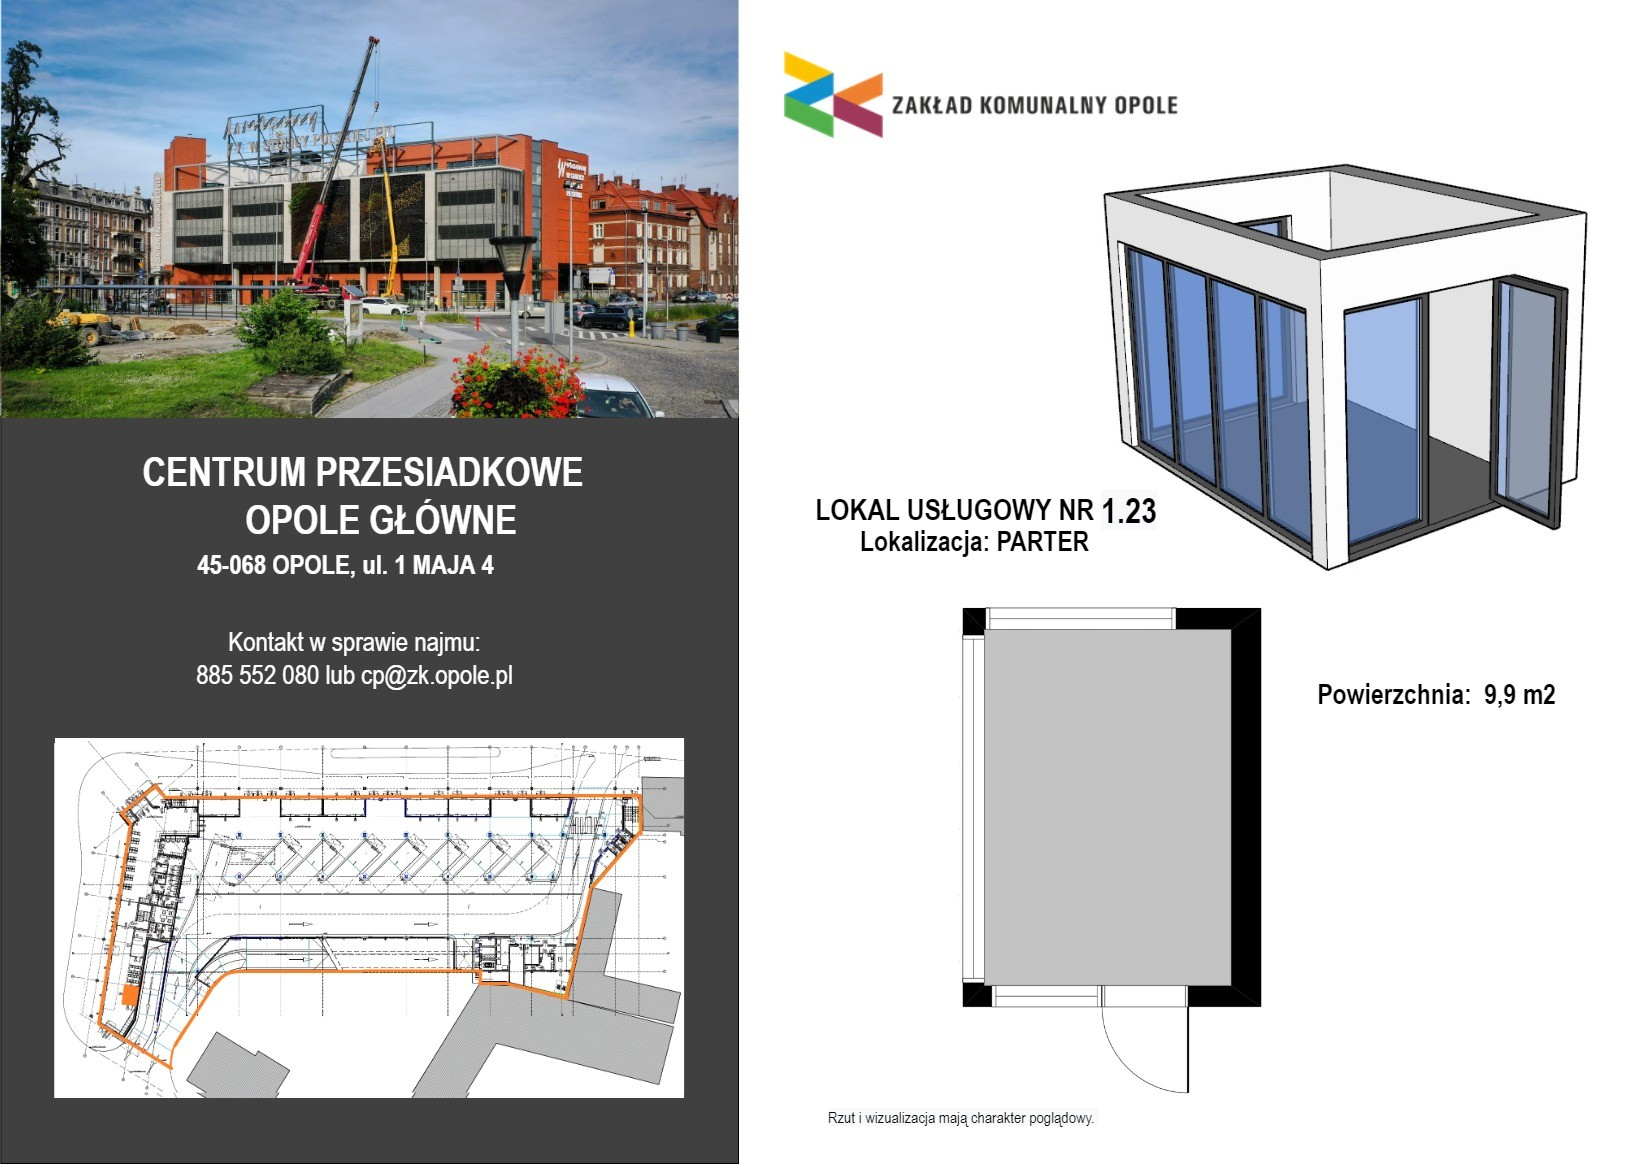 CENTRUM PRZESIADKOWE
OPOLE GŁÓWNE
45-068 OPOLE, ul. 1 MAJA 4
Kontakt w sprawie najmu:
885 552 080 lub cp@zk.opole.pl
ZAKŁAD KOMUNALNY OPOLE
LOKAL USŁUGOWY NR 1.23
Lokalizacja: PARTER
Powierzchnia: 9,9 m2
Rzut i wizualizacja mają charakter poglądowy.